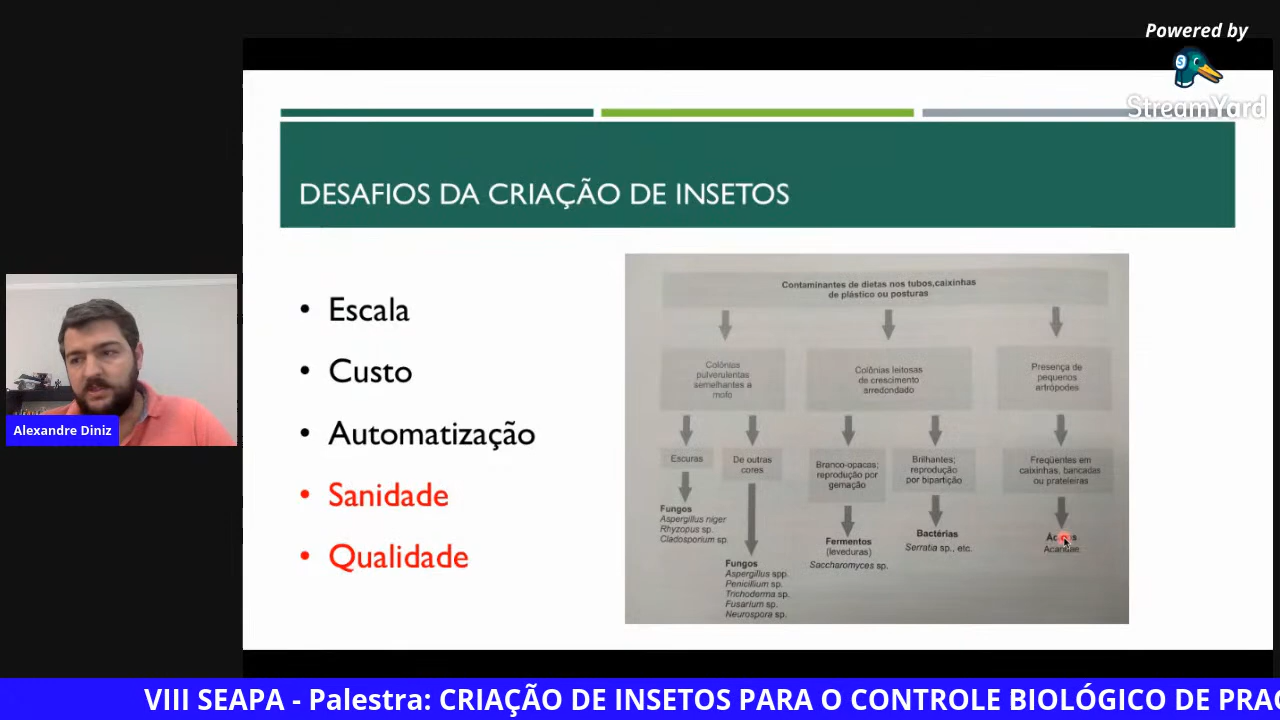 Powered by
StreamYard
DESAFIOS DA CRIAÇÃO DE INSETOS
• Escala
• Custo
• Automatização
• Sanidade
• Qualidade
Contaminantes de dietas nos tubos,caixinhas
de plástico ou posturas
Colônias
pulverulentas
semelhantes a
mofo
Colônias leitosas
de crescimento
arredondado
Presença de
pequenos
artrópodes
Escuras
De outras
cores
Branco-opacas;
reprodução por
gemação
Brilhantes;
reprodução
por bipartição
Freqüentes em
caixinhas, bancadas
ou prateleiras
Fungos
Aspergillus niger
Rhyzopus sp.
Cladosporium sp.
Fungos
Aspergillus spp.
Penicillium sp.
Trichoderma sp.
Fusarium sp.
Neurospora sp.
Fermentos
(leveduras)
Saccharomyces sp.
Bactérias
Serratia sp., etc.
Alexandre Diniz
VIII SEAPA - Palestra: CRIAÇÃO DE INSETOS PARA O CONTROLE BIOLÓGICO DE PRAG